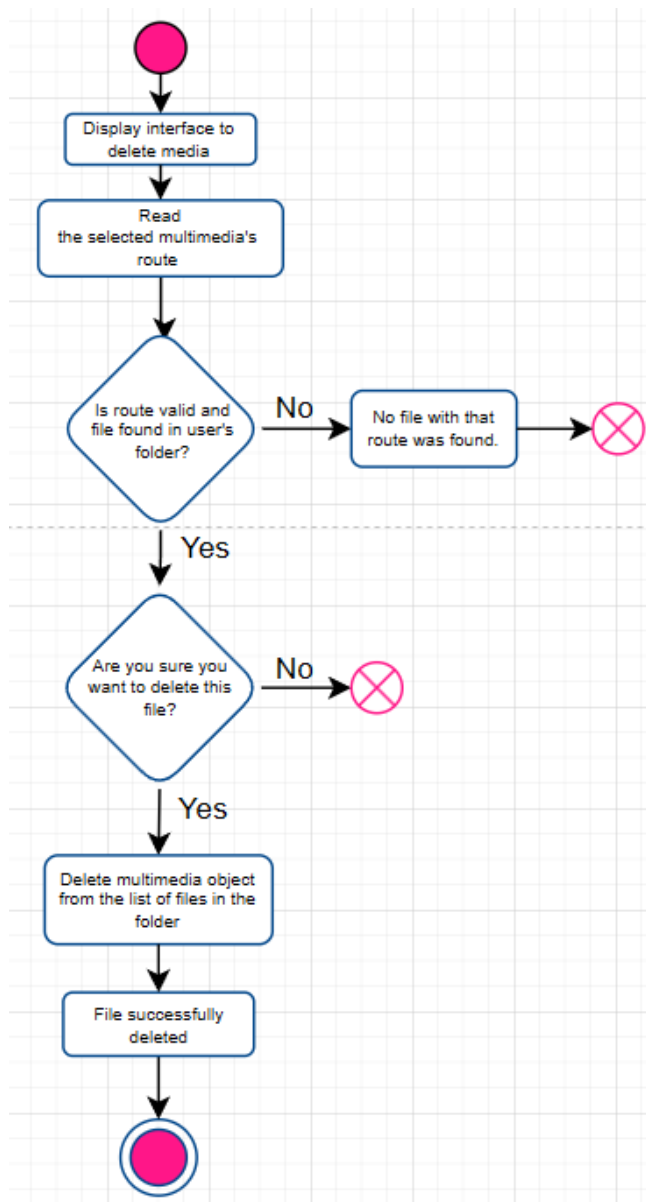 Display interface to
delete media
Read
the selected multimedia's
route
Is route valid and
file found in user's
folder?
No
No file with that
route was found.
Yes
Are you sure you
want to delete this
file?
No
Yes
Delete multimedia object
from the list of files in the
folder
File successfully
deleted